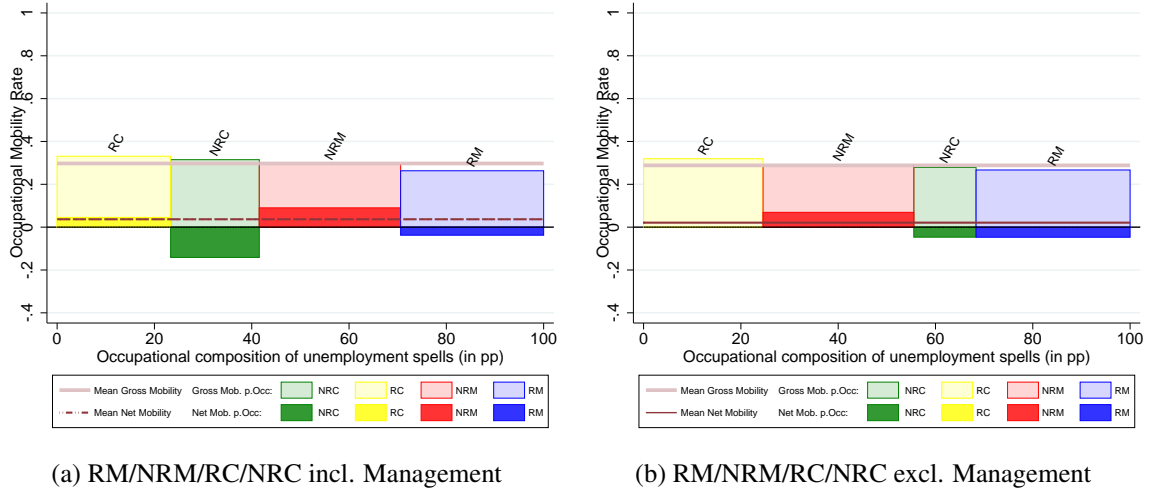 Occupational Mobility Rate
1
.8
.6
.4
.2
0
-.2
-.4
RC
NRC
NRM
RM
0 20 40 60 80 100
Occupational composition of unemployment spells (in pp)
Mean Gross Mobility Gross Mob. p.Occ: NRC RC NRM RM
Mean Net Mobility Net Mob. p.Occ: NRC RC NRM RM
(a) RM/NRM/RC/NRC incl. Management
Occupational Mobility Rate
1
.8
.6
.4
.2
0
-.2
-.4
RC
NRM
NRC
RM
0 20 40 60 80 100
Occupational composition of unemployment spells (in pp)
Mean Gross Mobility Gross Mob. p.Occ: NRC RC NRM RM
Mean Net Mobility Net Mob. p.Occ: NRC RC NRM RM
(b) RM/NRM/RC/NRC excl. Management